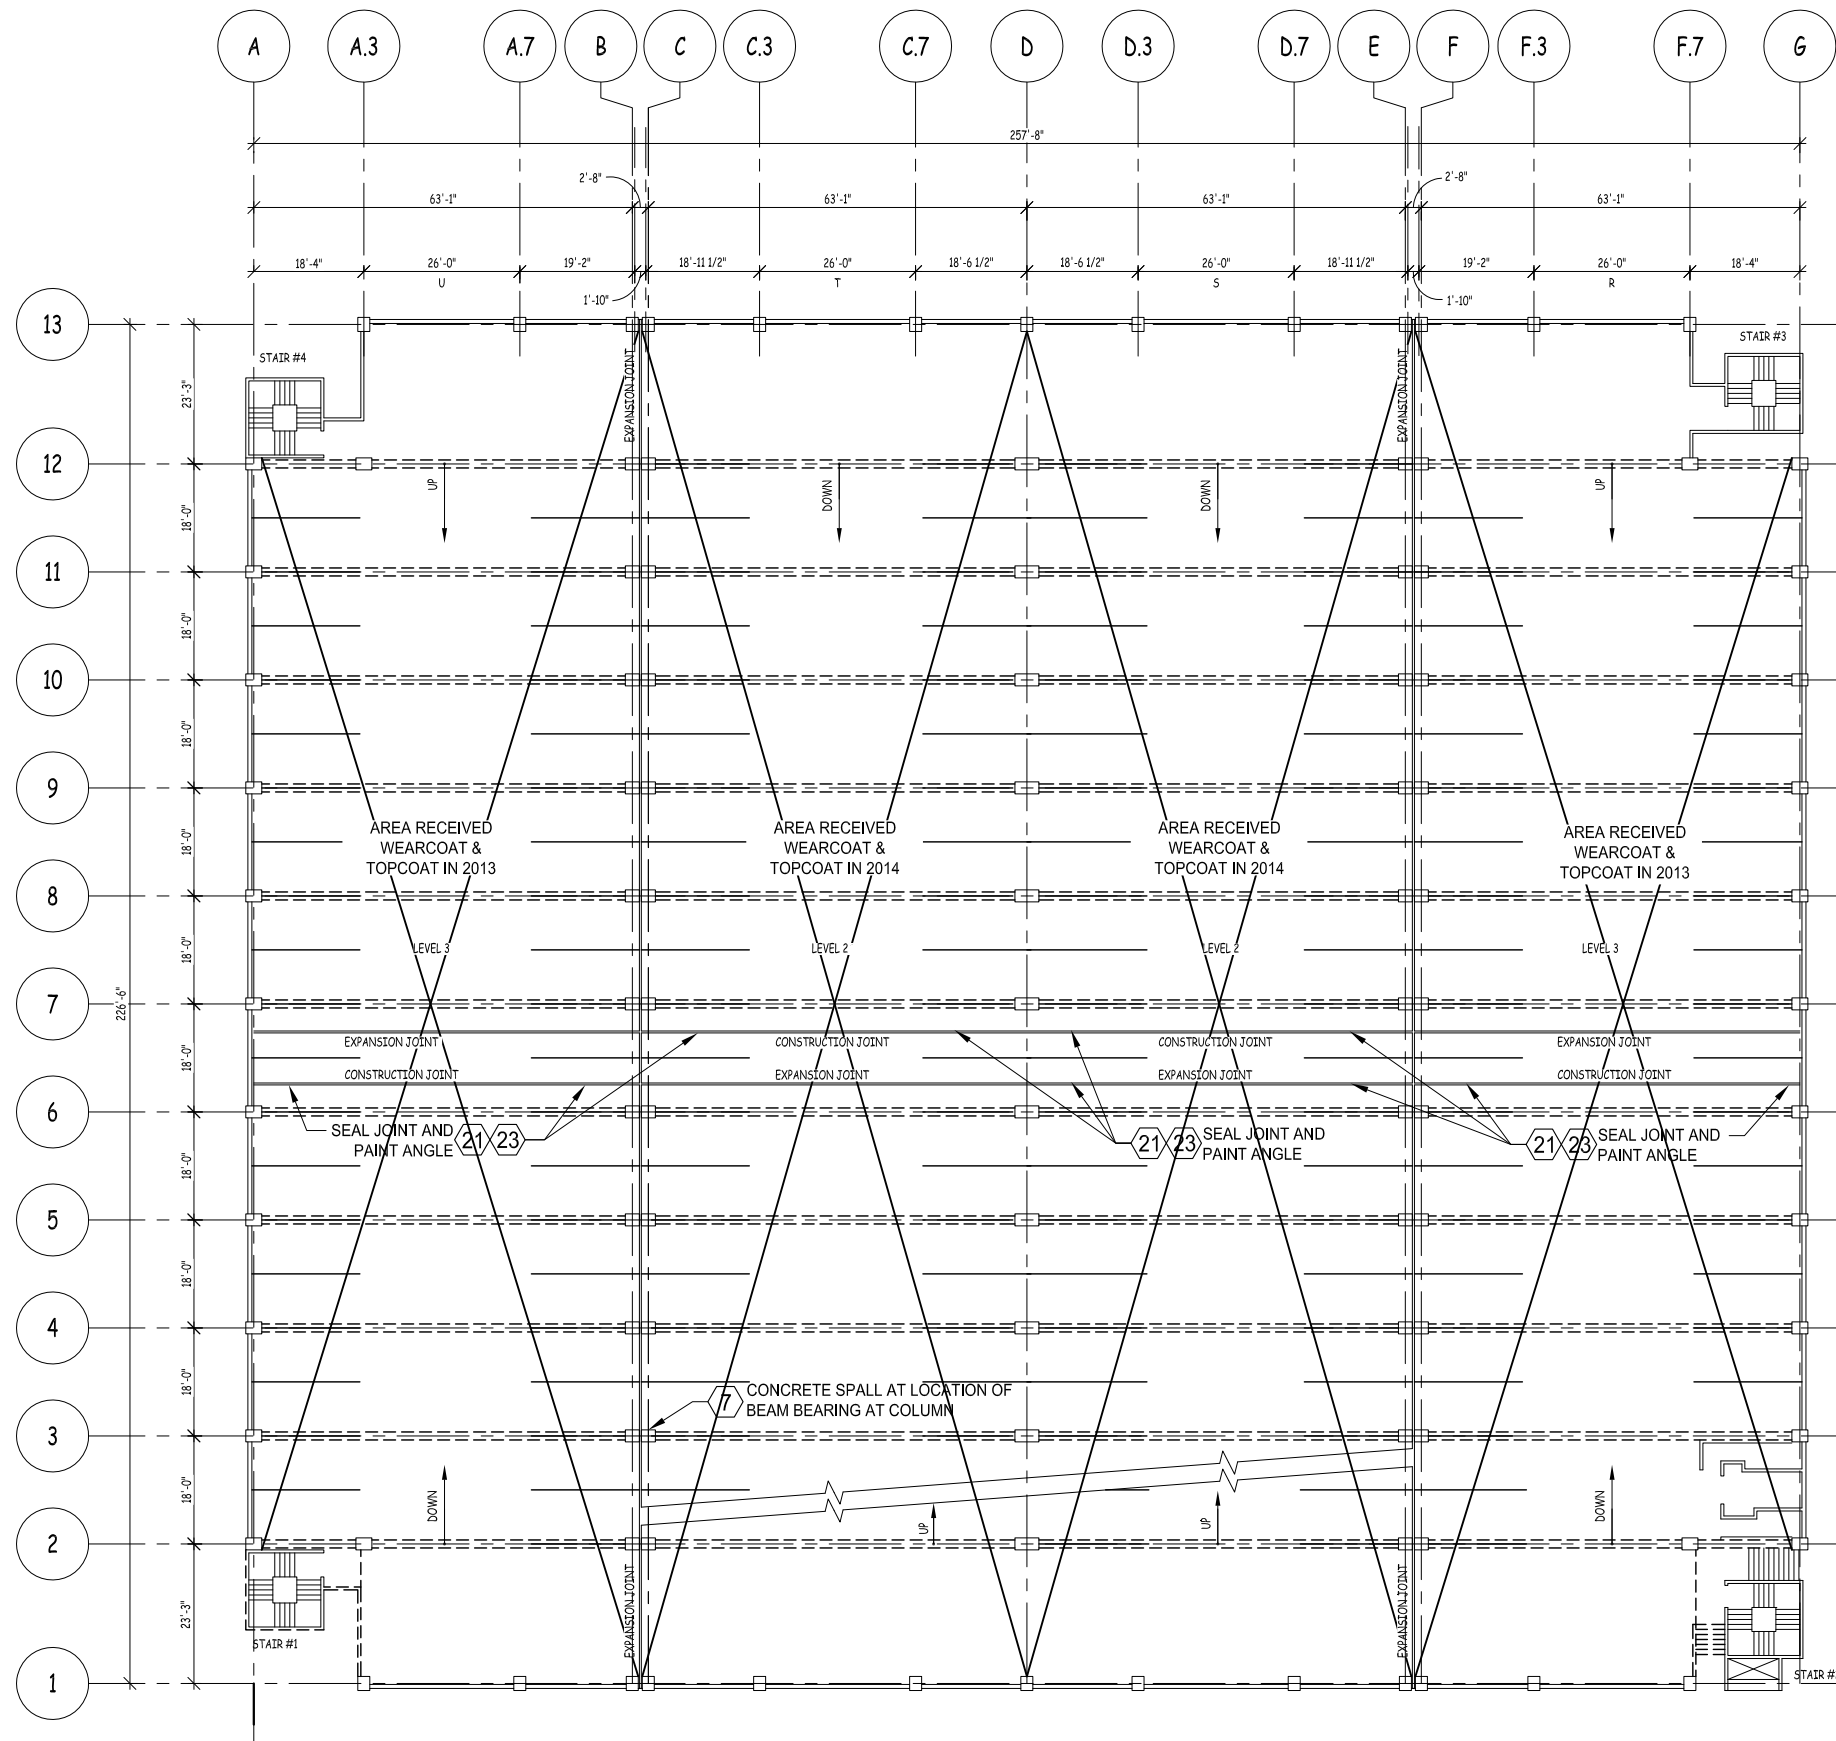 A
A.3
A.7
B
C
C.3
C.7
D
D.3
D.7
E
F
F.3
F.7
G
257'-8"
2'-8"
2'-8"
63'-1"
63'-1"
63'-1"
63'-1"
18'-4"
26'-0"
19'-2"
18'-11 1/2"
26'-0"
18'-6 1/2"
18'-6 1/2"
26'-0"
18'-11 1/2"
19'-2"
26'-0"
18'-4"
U
T
S
R
1'-10"
1'-10"
13
STAIR #4
STAIR #3
EXPANSION JOINT
EXPANSION JOINT
23'-3"
12
UP
DOWN
DOWN
UP
18'-0"
11
18'-0"
10
18'-0"
9
18'-0"
AREA RECEIVED
WEARCOAT &
TOPCOAT IN 2013
AREA RECEIVED
WEARCOAT &
TOPCOAT IN 2014
AREA RECEIVED
WEARCOAT &
TOPCOAT IN 2014
AREA RECEIVED
WEARCOAT &
TOPCOAT IN 2013
8
18'-0"
LEVEL 3
LEVEL 2
LEVEL 2
LEVEL 3
7
226'-6"
18'-0"
EXPANSION JOINT
CONSTRUCTION JOINT
CONSTRUCTION JOINT
EXPANSION JOINT
CONSTRUCTION JOINT
EXPANSION JOINT
EXPANSION JOINT
CONSTRUCTION JOINT
6
SEAL JOINT AND
PAINT ANGLE
21
23
21
23
SEAL JOINT AND
PAINT ANGLE
21
23
SEAL JOINT AND
PAINT ANGLE
18'-0"
5
18'-0"
4
18'-0"
7
CONCRETE SPALL AT LOCATION OF
BEAM BEARING AT COLUMN
3
18'-0"
DOWN
UP
UP
DOWN
2
23'-3"
EXPANSION JOINT
EXPANSION JOINT
STAIR #1
1
STAIR #